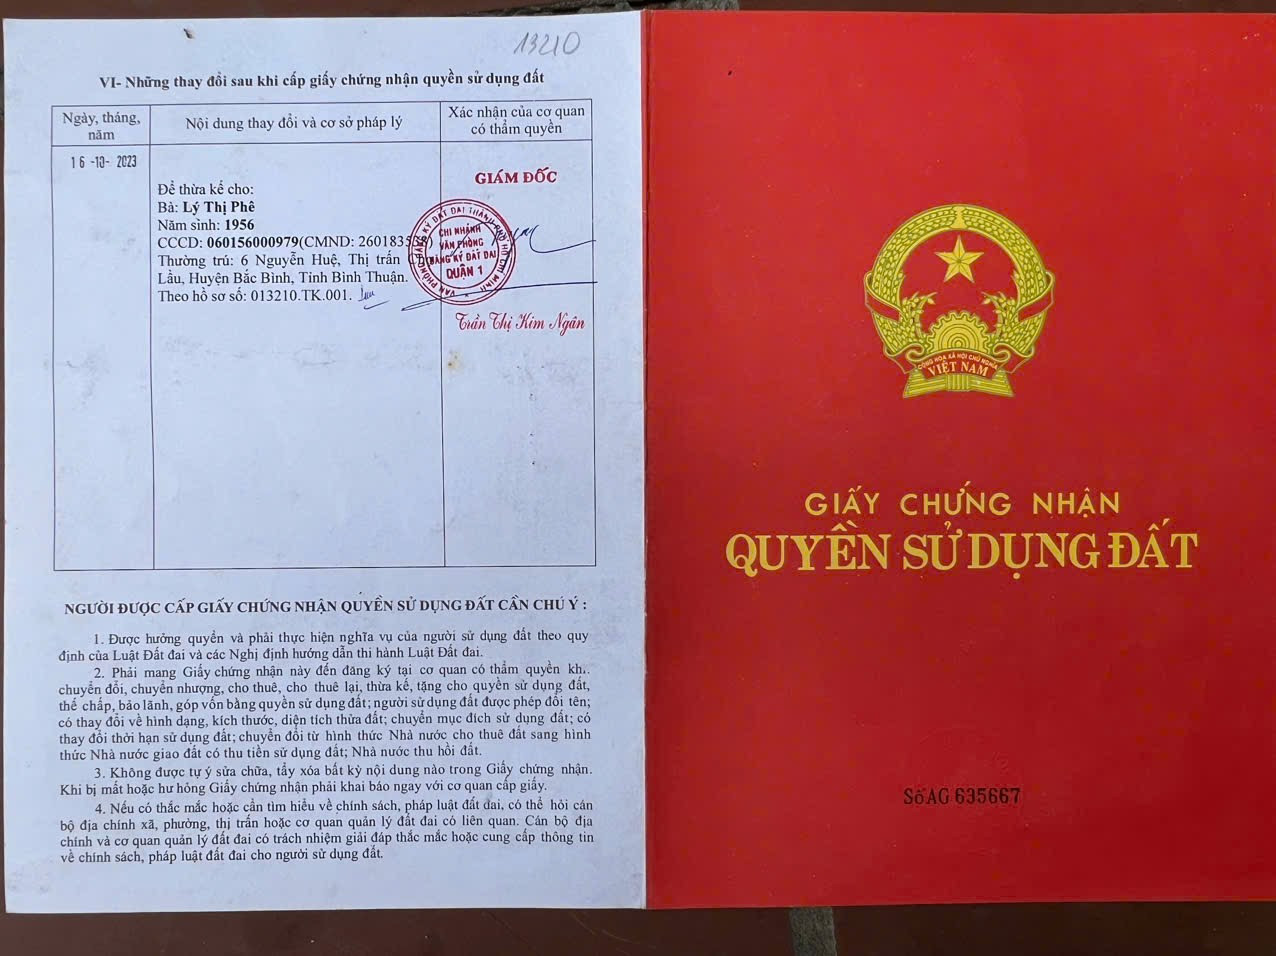 13210
VI- Những thay đổi sau khi cấp giấy chứng nhận quyền sử dụng đất
Ngày, tháng, năm
Nội dung thay đổi và cơ sở pháp lý
Xác nhận của cơ quan có thẩm quyền
16-10-2023
Để thừa kế cho:
Bà: Lý Thị Phê
Năm sinh: 1956
CCCD: 060156000979(CMND: 260183
Thường trú: 6 Nguyễn Huệ, Thị trấn
Lầu, Huyện Bắc Bình, Tỉnh Bình Thuận.
Theo hồ sơ số: 013210.TK.001.
GIÁM ĐỐC
VĂN PHÒNG ĐĂNG KÝ ĐẤT ĐAI THÀNH PHỐ HỒ CHÍ MINH
CHI NHÁNH
VĂN PHÒNG
ĐĂNG KÝ ĐẤT ĐAI
QUẬN 1
Trần Thị Kim Ngân
NGƯỜI ĐƯỢC CẤP GIẤY CHỨNG NHẬN QUYỀN SỬ DỤNG ĐẤT CẦN CHÚ Ý :
1. Được hưởng quyền và phải thực hiện nghĩa vụ của người sử dụng đất theo quy
định của Luật Đất đai và các Nghị định hướng dẫn thi hành Luật Đất đai.
2. Phải mang Giấy chứng nhận này đến đăng ký tại cơ quan có thẩm quyền kh
chuyển đổi, chuyển nhượng, cho thuê, cho thuê lại, thừa kế, tặng cho quyền sử dụng đất,
thế chấp, bảo lãnh, góp vốn bằng quyền sử dụng đất; người sử dụng đất được phép đổi tên;
có thay đổi về hình dạng, kích thước, diện tích thửa đất; chuyển mục đích sử dụng đất; có
thay đổi thời hạn sử dụng đất; chuyển đổi từ hình thức Nhà nước cho thuê đất sang hình
thức Nhà nước giao đất có thu tiền sử dụng đất; Nhà nước thu hồi đất.
3. Không được tự ý sửa chữa, tẩy xóa bất kỳ nội dung nào trong Giấy chứng nhận.
Khi bị mất hoặc hư hỏng Giấy chứng nhận phải khai báo ngay với cơ quan cấp giấy.
4. Nếu có thắc mắc hoặc cần tìm hiểu về chính sách, pháp luật đất đai, có thể hỏi cán
bộ địa chính xã, phường, thị trấn hoặc cơ quan quản lý đất đai có liên quan. Cán bộ địa
chính và cơ quan quản lý đất đai có trách nhiệm giải đáp thắc mắc hoặc cung cấp thông tin
về chính sách, pháp luật đất đai cho người sử dụng đất.
CỘNG HÒA XÃ HỘI CHỦ NGHĨA
VIỆT NAM
GIẤY CHỨNG NHẬN
QUYỀN SỬ DỤNG ĐẤT
Số AG 635667